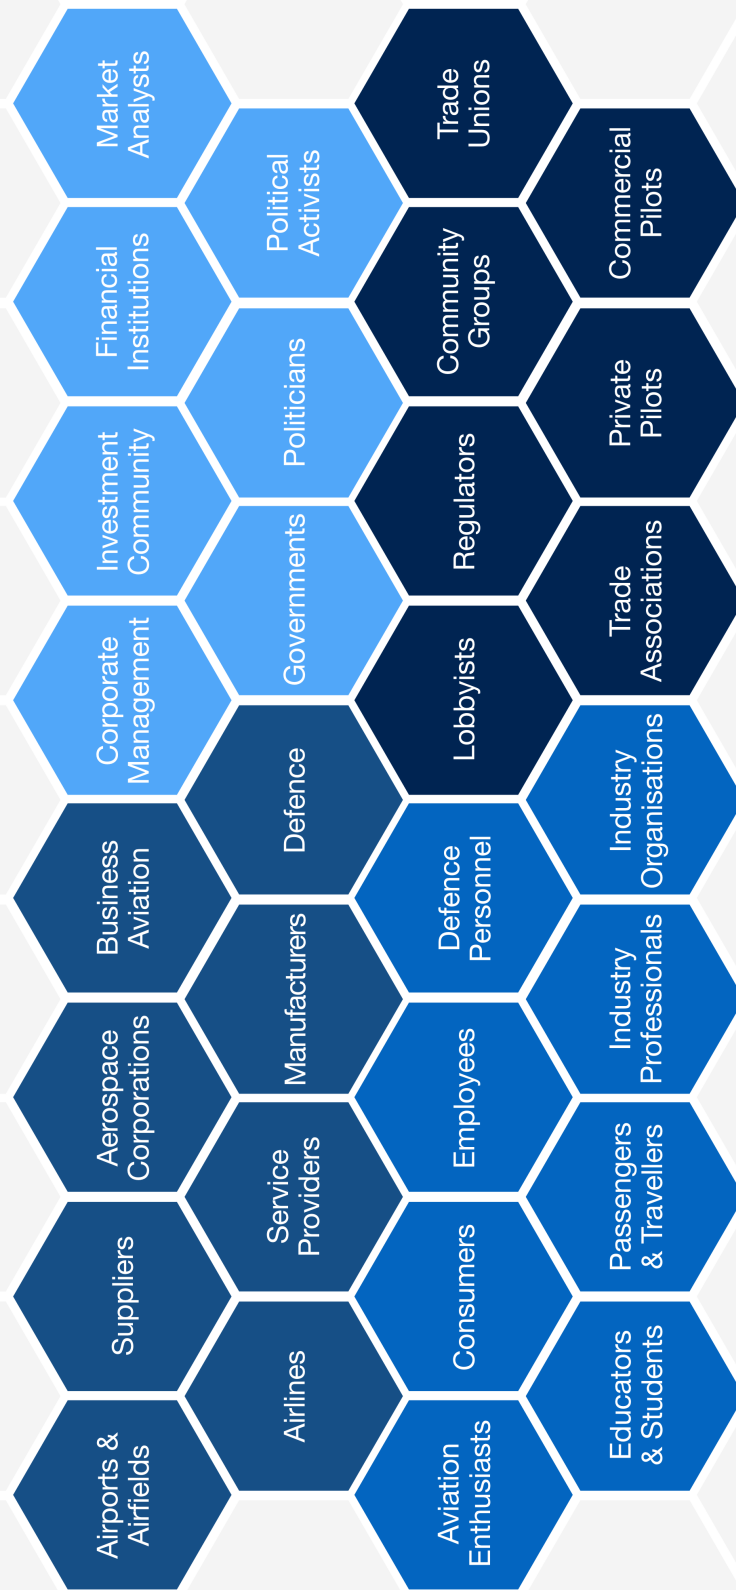 Airports &
Airfields
Suppliers
Aerospace
Corporations
Business
Aviation
Corporate
Management
Investment
Community
Financial
Institutions
Market
Analysts
Airlines
Service
Providers
Manufacturers
Defence
Governments
Politicians
Political
Activists
Aviation
Enthusiasts
Consumers
Employees
Defence
Personnel
Lobbyists
Regulators
Community
Groups
Trade
Unions
Educators
& Students
Passengers
& Travellers
Industry
Professionals
Industry
Organisations
Trade
Associations
Private
Pilots
Commercial
Pilots